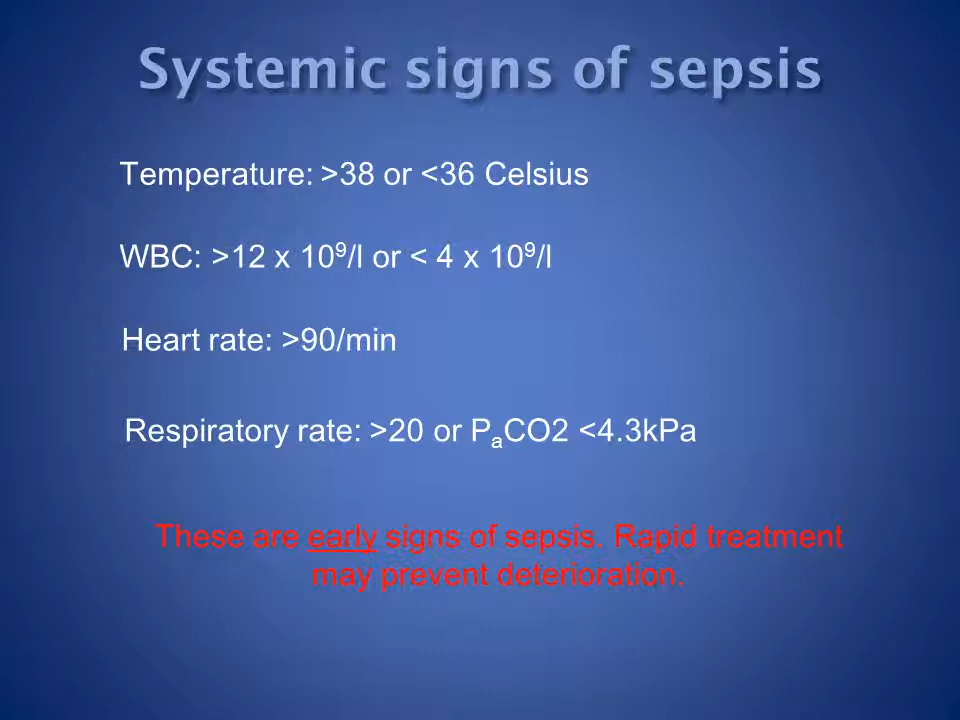 Systemic signs of sepsis
Temperature: >38 or <36 Celsius
WBC: >12 x 10⁹/l or < 4 x 10⁹/l
Heart rate: >90/min
Respiratory rate: >20 or PₐCO2 <4.3kPa
These are early signs of sepsis. Rapid treatment
may prevent deterioration.